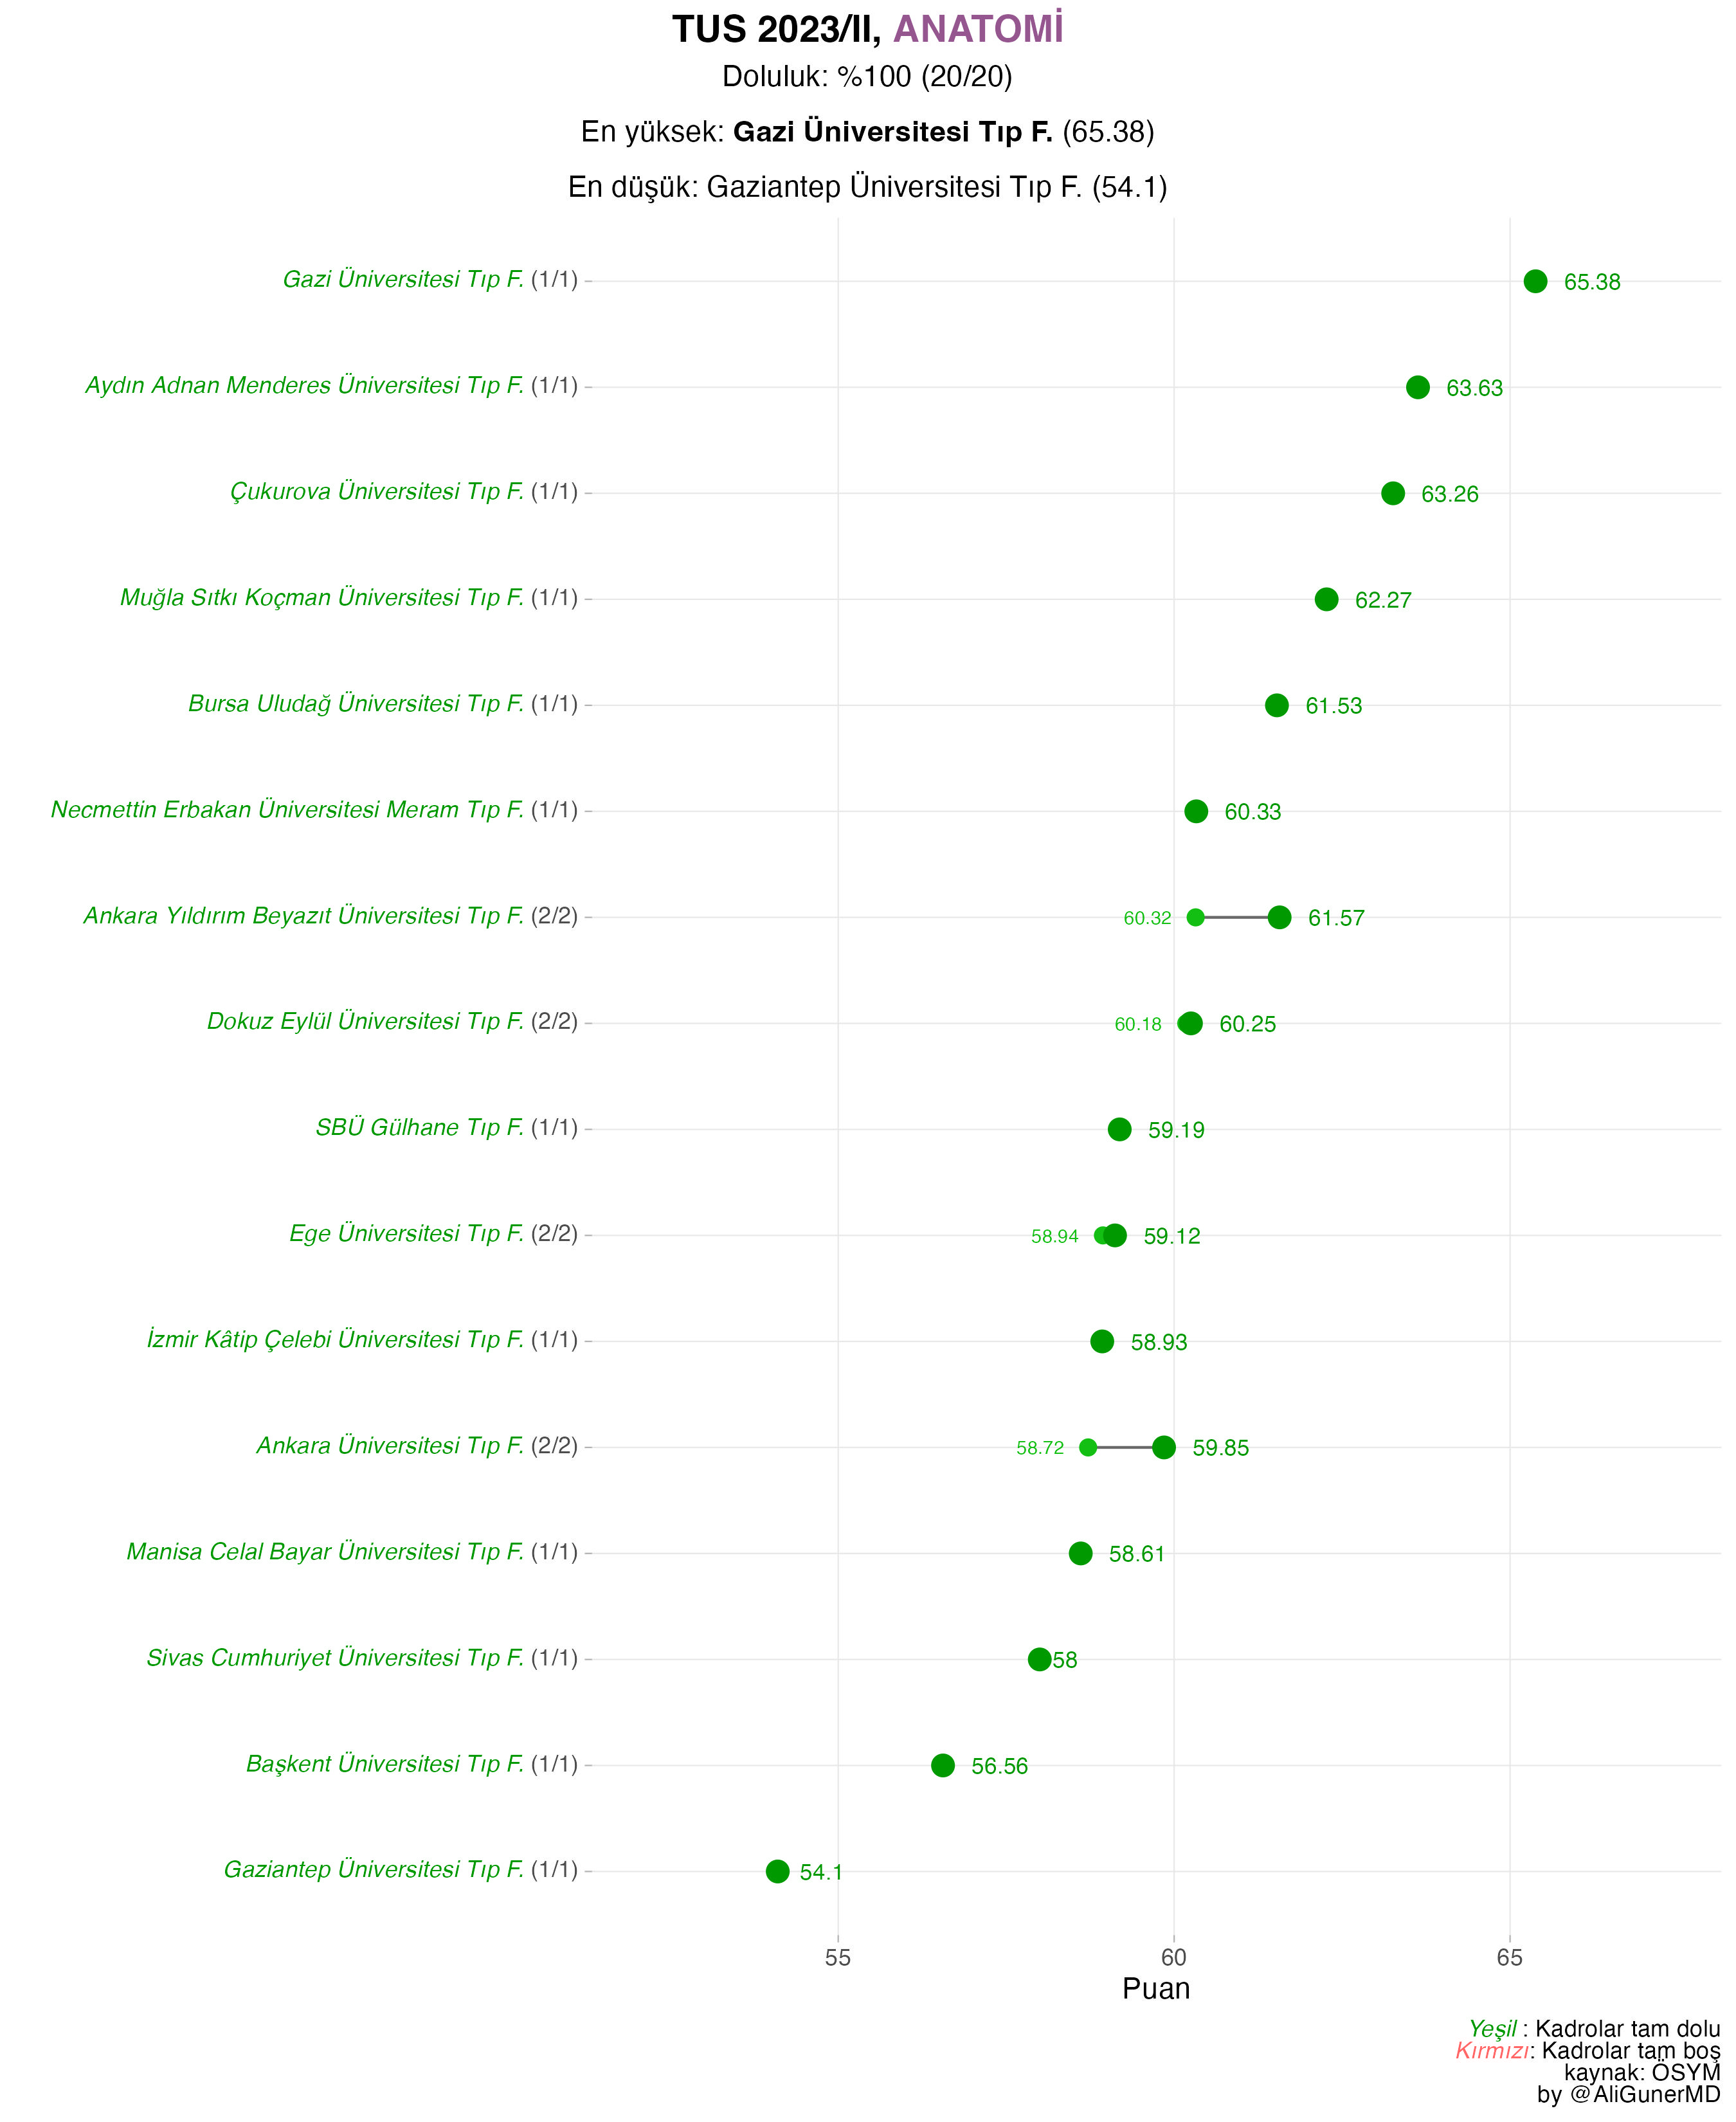 TUS 2023/II, ANATOMİ
Doluluk: %100 (20/20)
En yüksek: Gazi Üniversitesi Tıp F. (65.38)
En düşük: Gaziantep Üniversitesi Tıp F. (54.1)
Gazi Üniversitesi Tıp F. (1/1) 65.38
Aydın Adnan Menderes Üniversitesi Tıp F. (1/1) 63.63
Çukurova Üniversitesi Tıp F. (1/1) 63.26
Muğla Sıtkı Koçman Üniversitesi Tıp F. (1/1) 62.27
Bursa Uludağ Üniversitesi Tıp F. (1/1) 61.53
Necmettin Erbakan Üniversitesi Meram Tıp F. (1/1) 60.33
Ankara Yıldırım Beyazıt Üniversitesi Tıp F. (2/2) 60.32 61.57
Dokuz Eylül Üniversitesi Tıp F. (2/2) 60.18 60.25
SBÜ Gülhane Tıp F. (1/1) 59.19
Ege Üniversitesi Tıp F. (2/2) 58.94 59.12
İzmir Kâtip Çelebi Üniversitesi Tıp F. (1/1) 58.93
Ankara Üniversitesi Tıp F. (2/2) 58.72 59.85
Manisa Celal Bayar Üniversitesi Tıp F. (1/1) 58.61
Sivas Cumhuriyet Üniversitesi Tıp F. (1/1) 58
Başkent Üniversitesi Tıp F. (1/1) 56.56
Gaziantep Üniversitesi Tıp F. (1/1) 54.1
55 60 65
Puan
Yeşil : Kadrolar tam dolu
Kırmızı: Kadrolar tam boş
kaynak: ÖSYM
by @AliGunerMD